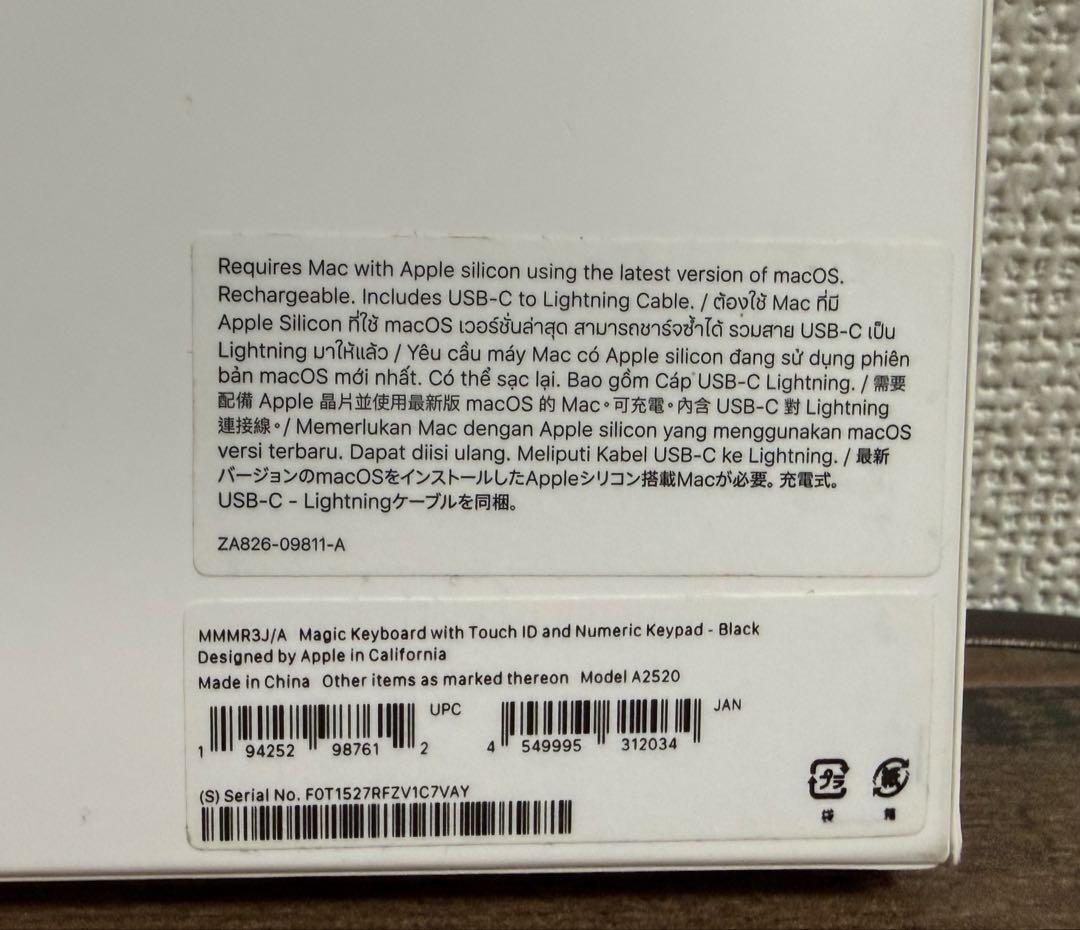 Requires Mac with Apple silicon using the latest version of macOS.
Rechargeable. Includes USB-C to Lightning Cable. / ต้องใช้ Mac ที่มี
Apple Silicon ที่ใช้ macOS เวอร์ชั่นล่าสุด สามารถชาร์จซ้ำได้ รวมสาย USB-C เป็น
Lightning มาให้แล้ว / Yêu cầu máy Mac có Apple silicon đang sử dụng phiên
bản macOS mới nhất. Có thể sạc lại. Bao gồm Cáp USB-C Lightning. / 需要
配備 Apple 晶片並使用最新版 macOS 的 Mac。可充電。內含 USB-C 對 Lightning
連接線。/ Memerlukan Mac dengan Apple silicon yang menggunakan macOS
versi terbaru. Dapat diisi ulang. Meliputi Kabel USB-C ke Lightning. / 最新
バージョンのmacOSをインストールしたAppleシリコン搭載Macが必要。充電式。
USB-C - Lightningケーブルを同梱。
ZA826-09811-A
MMMR3J/A Magic Keyboard with Touch ID and Numeric Keypad - Black
Designed by Apple in California
Made in China Other items as marked thereon Model A2520
UPC JAN
1 94252 98761 2 4 549995 312034
(S) Serial No. F0T1527RFZV1C7VAY
プラ 紙
袋 箱